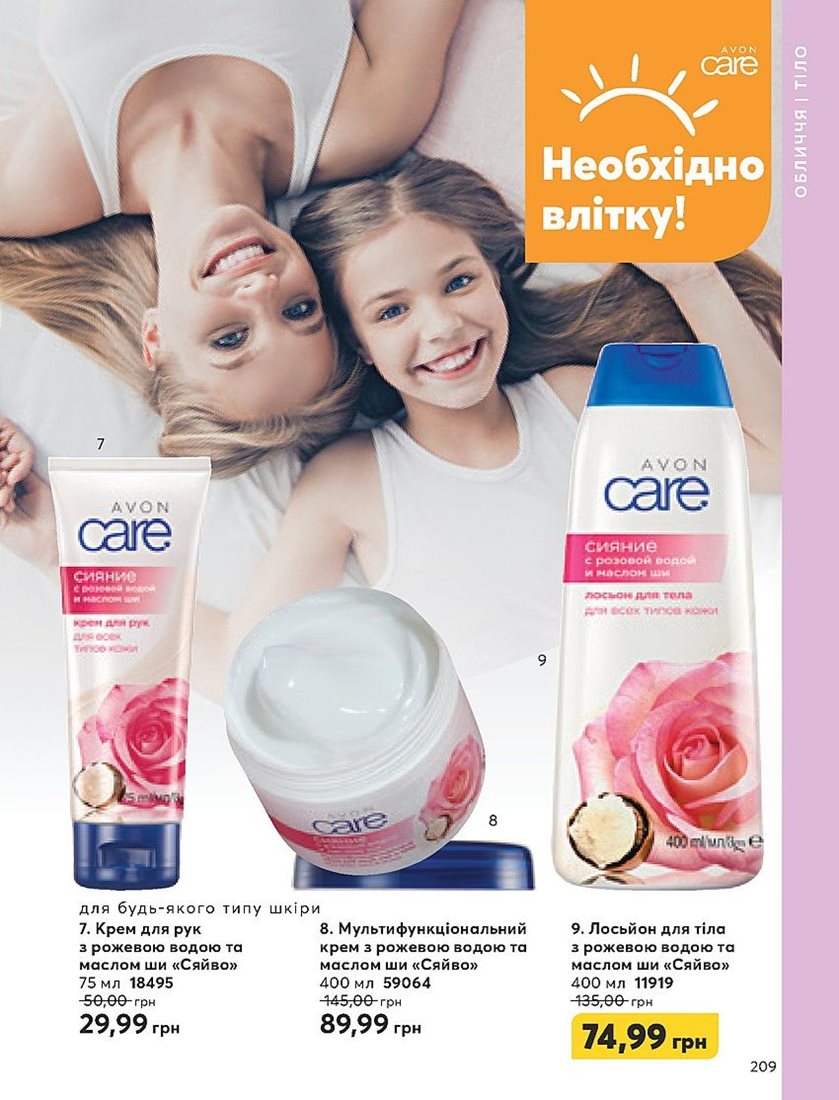 AVON
care
Необхідно
влітку!
ОБЛИЧЧЯ | ТІЛО
7
AVON
care
СИЯНИЕ
с розовой водой
и маслом ши
крем для рук
для всех
типов кожи
75 ml/мл/
AVON
care
СИЯНИЕ
8
9
AVON
care
СИЯНИЕ
с розовой водой
и маслом ши
лосьон для тела
для всех типов кожи
400 ml/мл/
для будь-якого типу шкіри
7. Крем для рук
з рожевою водою та
маслом ши «Сяйво»
75 мл 18495
50,00 грн
29,99 грн
8. Мультифункціональний
крем з рожевою водою та
маслом ши «Сяйво»
400 мл 59064
145,00 грн
89,99 грн
9. Лосьйон для тіла
з рожевою водою та
маслом ши «Сяйво»
400 мл 11919
135,00 грн
74,99 грн
209